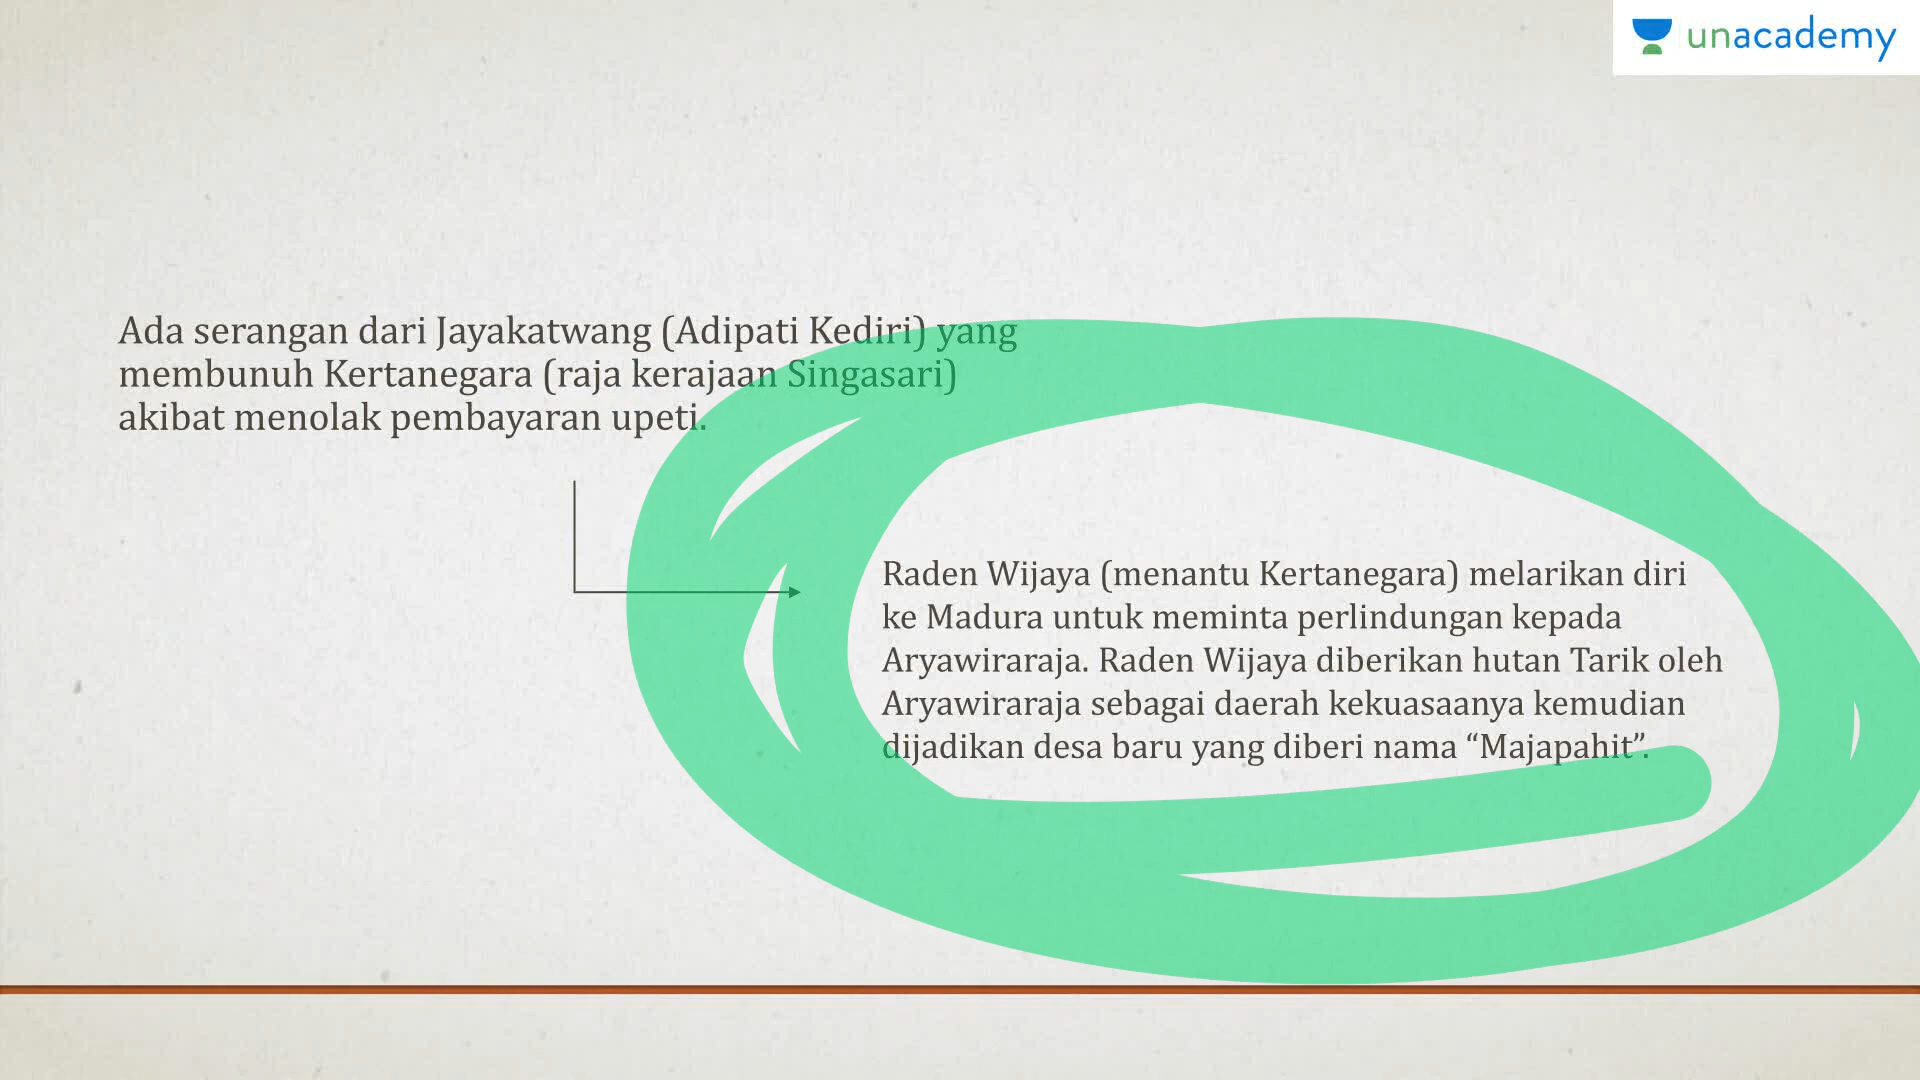 unacademy
Ada serangan dari Jayakatwang (Adipati Kediri) yang
membunuh Kertanegara (raja kerajaan Singasari)
akibat menolak pembayaran upeti.
Raden Wijaya (menantu Kertanegara) melarikan diri
ke Madura untuk meminta perlindungan kepada
Aryawiraraja. Raden Wijaya diberikan hutan Tarik oleh
Aryawiraraja sebagai daerah kekuasaanya kemudian
dijadikan desa baru yang diberi nama “Majapahit”.